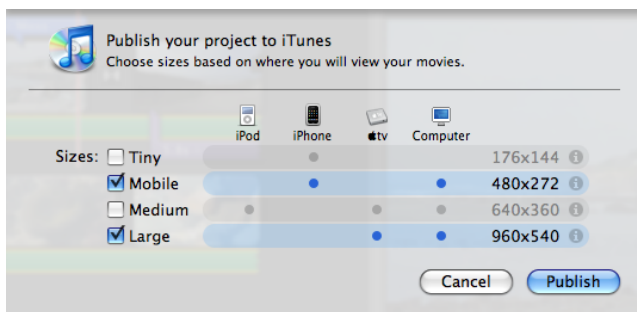 Publish your project to iTunes
Choose sizes based on where you will view your movies.
iPod iPhone tv Computer
Sizes: Tiny 176x144
Mobile 480x272
Medium 640x360
Large 960x540
Cancel Publish